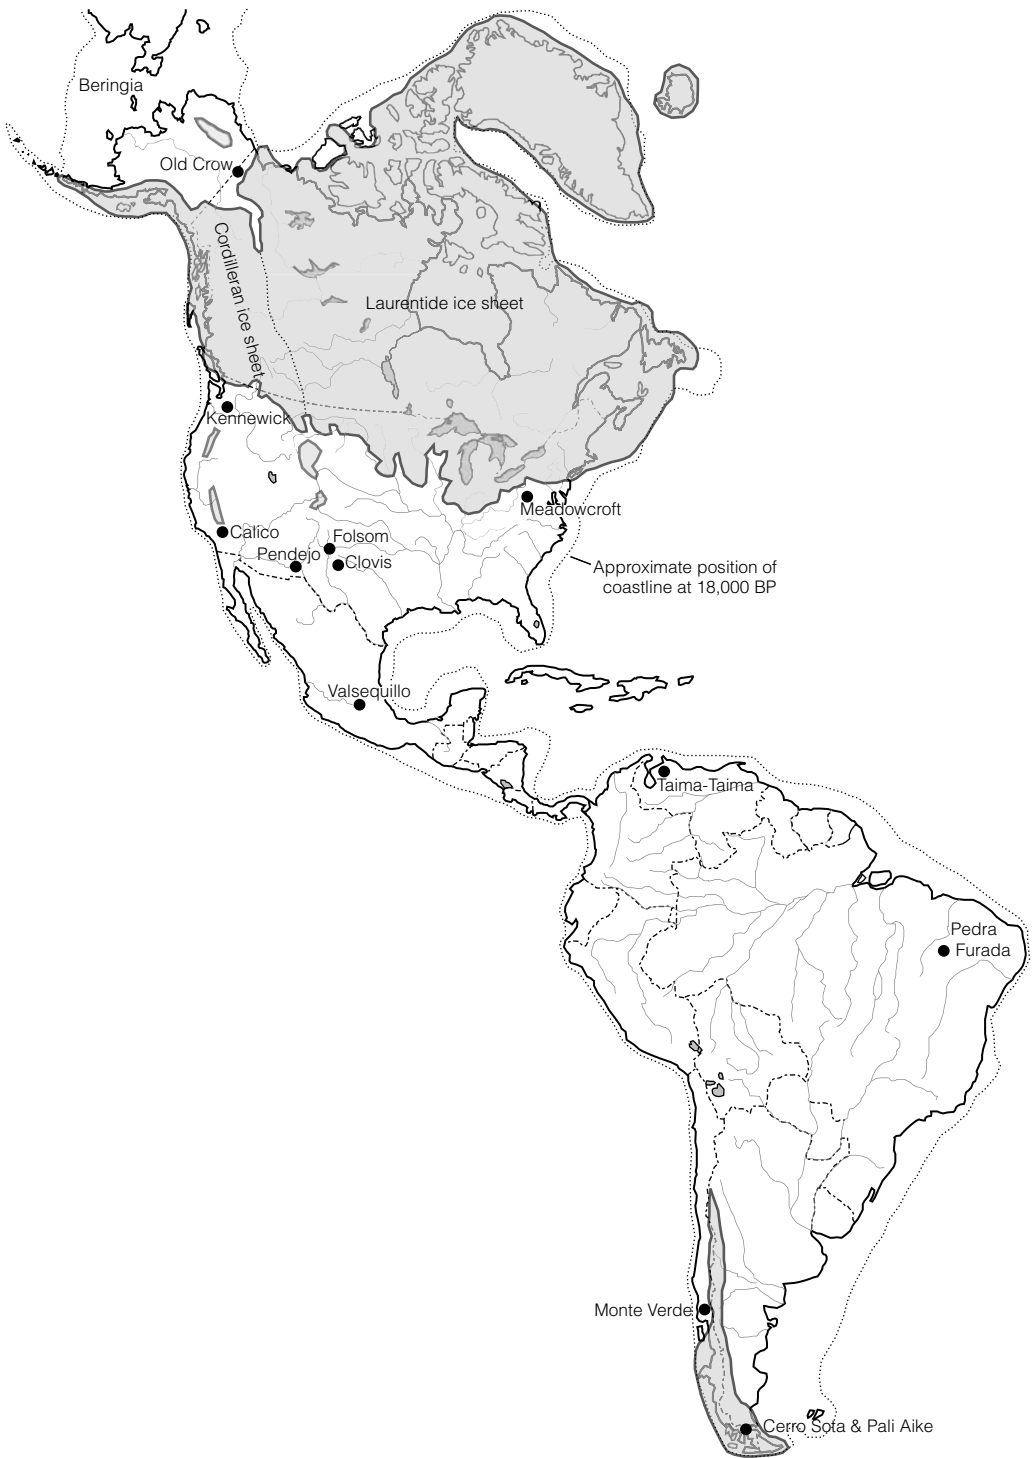 Beringia
Old Crow
Cordilleran ice sheet
Laurentide ice sheet
Kennewick
Meadowcroft
Calico
Folsom
Pendejo
Clovis
Approximate position of
coastline at 18,000 BP
Valsequillo
Taima-Taima
Pedra
Furada
Monte Verde
Cerro Sota & Pali Aike